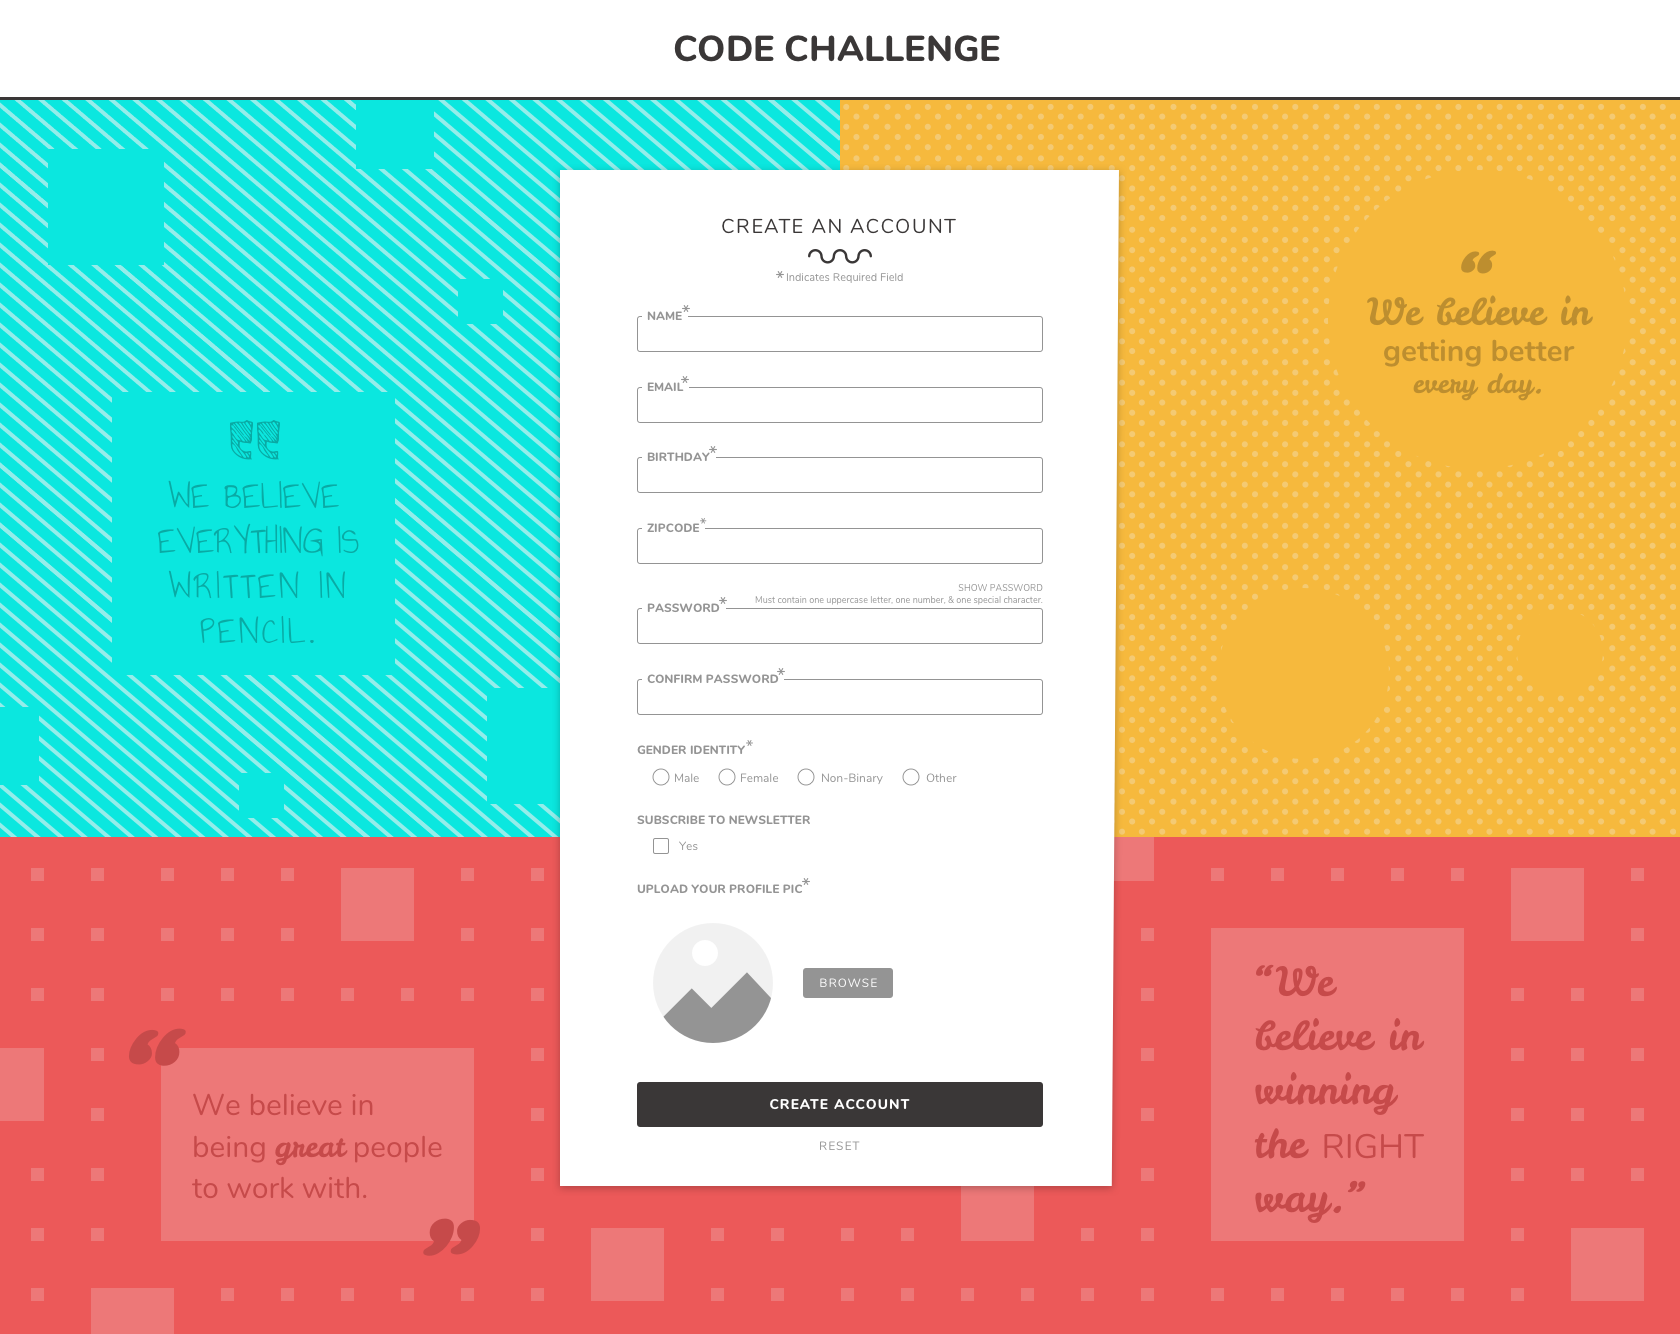 CODE CHALLENGE
“
WE BELIEVE
EVERYTHING IS
WRITTEN IN
PENCIL.
CREATE AN ACCOUNT
* Indicates Required Field
NAME*
EMAIL*
BIRTHDAY*
ZIPCODE*
SHOW PASSWORD
Must contain one uppercase letter, one number, & one special character.
PASSWORD*
CONFIRM PASSWORD*
GENDER IDENTITY*
Male Female Non-Binary Other
SUBSCRIBE TO NEWSLETTER
Yes
UPLOAD YOUR PROFILE PIC*
BROWSE
CREATE ACCOUNT
RESET
“
We believe in
getting better
every day.
“
We believe in
being great people
to work with.
”
“We
believe in
winning
the RIGHT
way.”